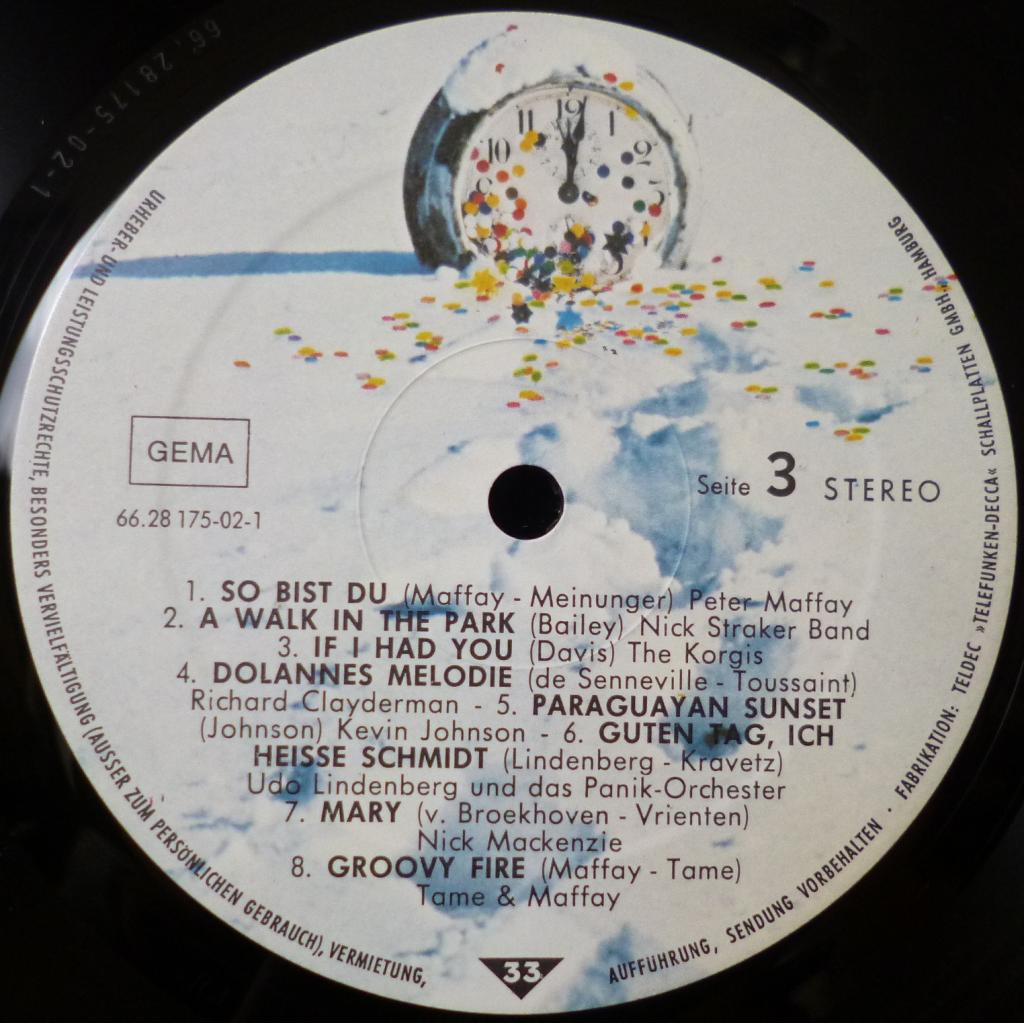 66.28175-02-1
12
11
1
10
2
GEMA
66.28 175-02-1
Seite 3 STEREO
1. SO BIST DU (Maffay - Meinunger) Peter Maffay
2. A WALK IN THE PARK (Bailey) Nick Straker Band
3. IF I HAD YOU (Davis) The Korgis
4. DOLANNES MELODIE (de Senneville - Toussaint)
Richard Clayderman - 5. PARAGUAYAN SUNSET
(Johnson) Kevin Johnson - 6. GUTEN TAG, ICH
HEISSE SCHMIDT (Lindenberg - Kravetz)
Udo Lindenberg und das Panik-Orchester
7. MARY (v. Broekhoven - Vrienten)
Nick Mackenzie
8. GROOVY FIRE (Maffay - Tame)
Tame & Maffay
33
URHEBER- UND LEISTUNGSSCHUTZRECHTE, BESONDERS VERVIELFÄLTIGUNG (AUSSER ZUM PERSÖNLICHEN GEBRAUCH), VERMIETUNG, AUFFÜHRUNG, SENDUNG VORBEHALTEN · FABRIKATION: TELDEC »TELEFUNKEN-DECCA« SCHALLPLATTEN GMBH · HAMBURG